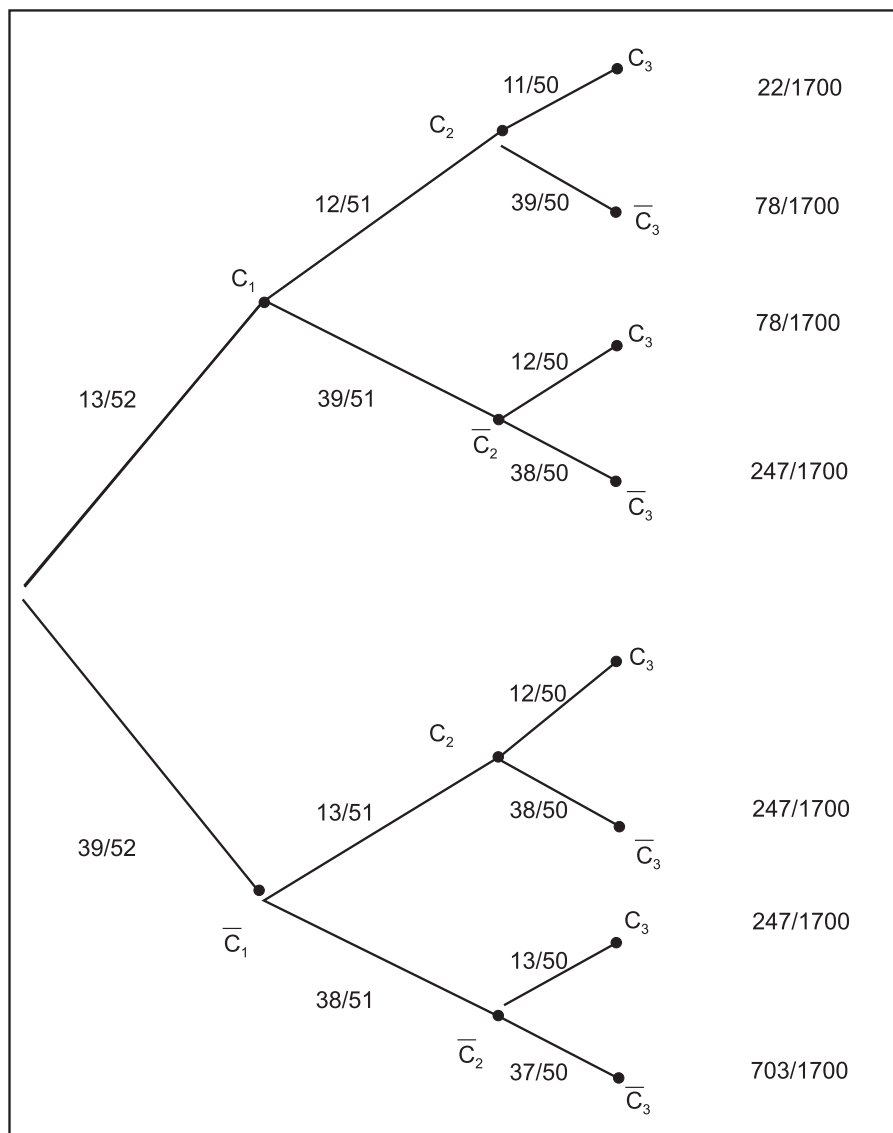 C₃
11/50 22/1700
C₂
12/51 39/50 C̅₃ 78/1700
C₁
78/1700
C₃
12/50
13/52 39/51
C̅₂
38/50 247/1700
C̅₃
C₃
12/50
C₂
13/51 38/50 247/1700
C̅₃
39/52
C₃ 247/1700
C̅₁
13/50
38/51
C̅₂
37/50 703/1700
C̅₃